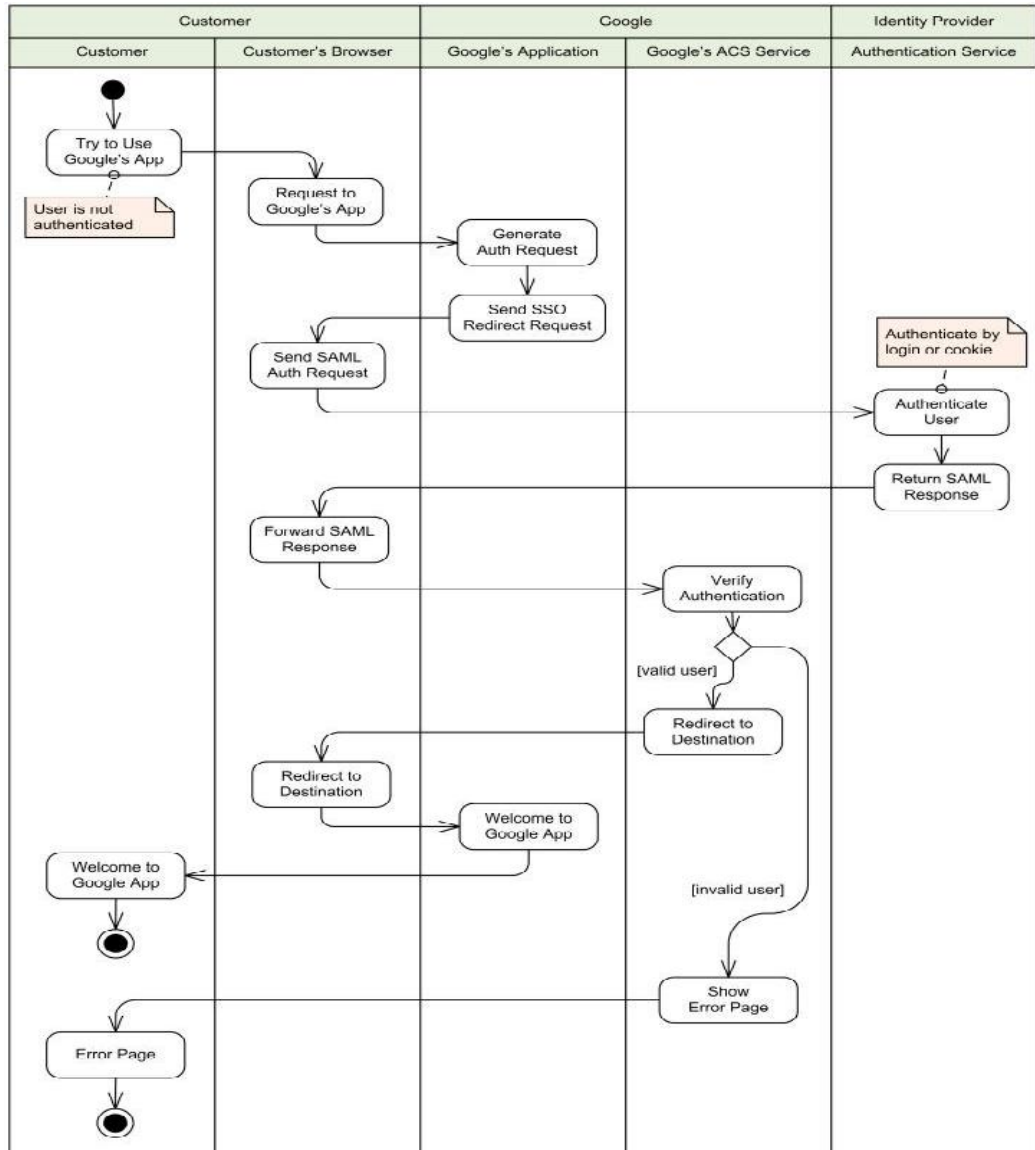 Customer
Google
Identity Provider
Customer
Customer's Browser
Google's Application
Google's ACS Service
Authentication Service
Try to Use
Google's App
User is not
authenticated
Request to
Google's App
Generate
Auth Request
Send SSO
Redirect Request
Send SAML
Auth Request
Authenticate by
login or cookie
Authenticate
User
Return SAML
Response
Forward SAML
Response
Verify
Authentication
[valid user]
Redirect to
Destination
Redirect to
Destination
Welcome to
Google App
Welcome to
Google App
[invalid user]
Show
Error Page
Error Page